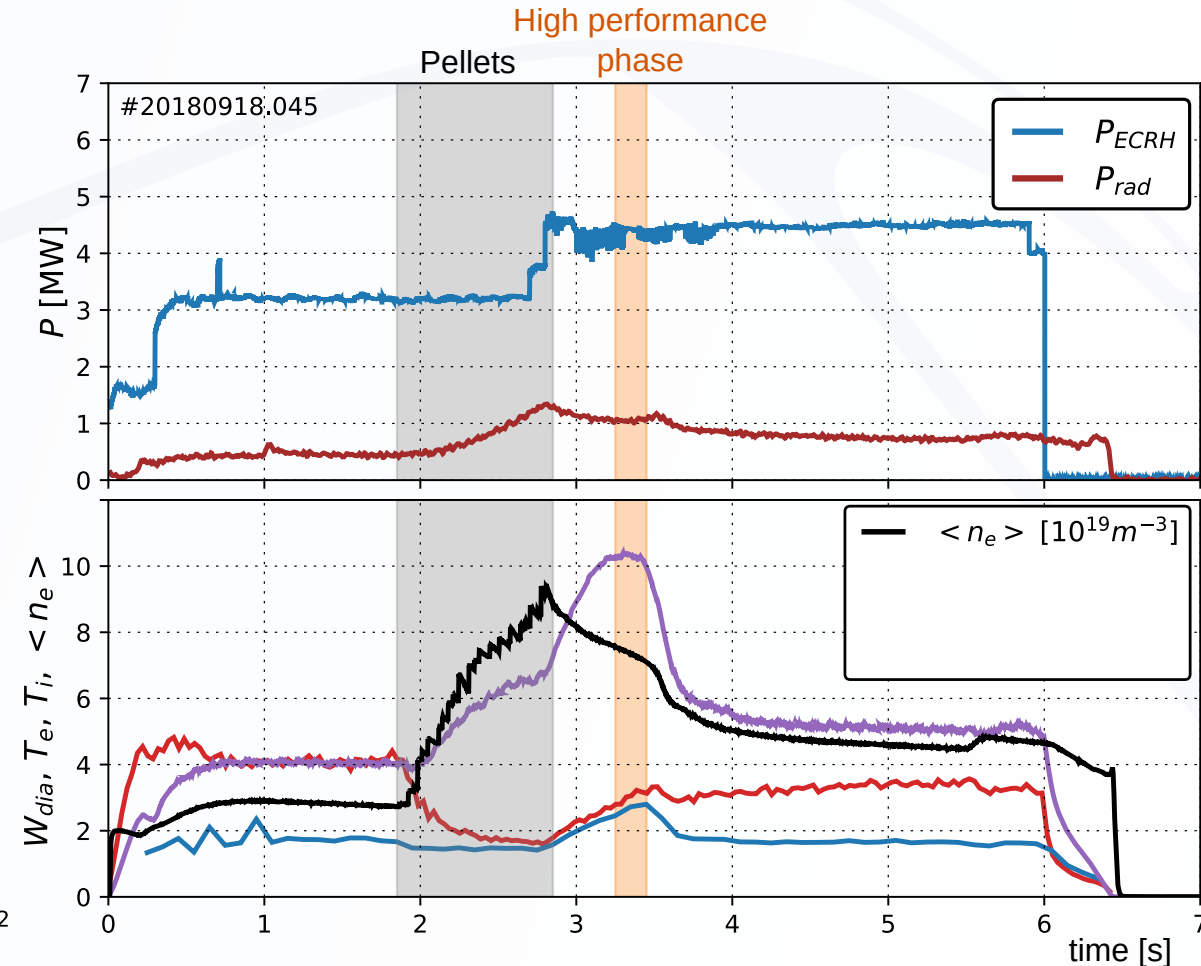 High performance
phase
Pellets
#20180918.045
P_ECRH
P_rad
P [MW]
7
6
5
4
3
2
1
0
< n_e > [10^19 m^-3]
W_dia, T_e, T_i, < n_e >
10
8
6
4
2
0
2
0 1 2 3 4 5 6 7
time [s]